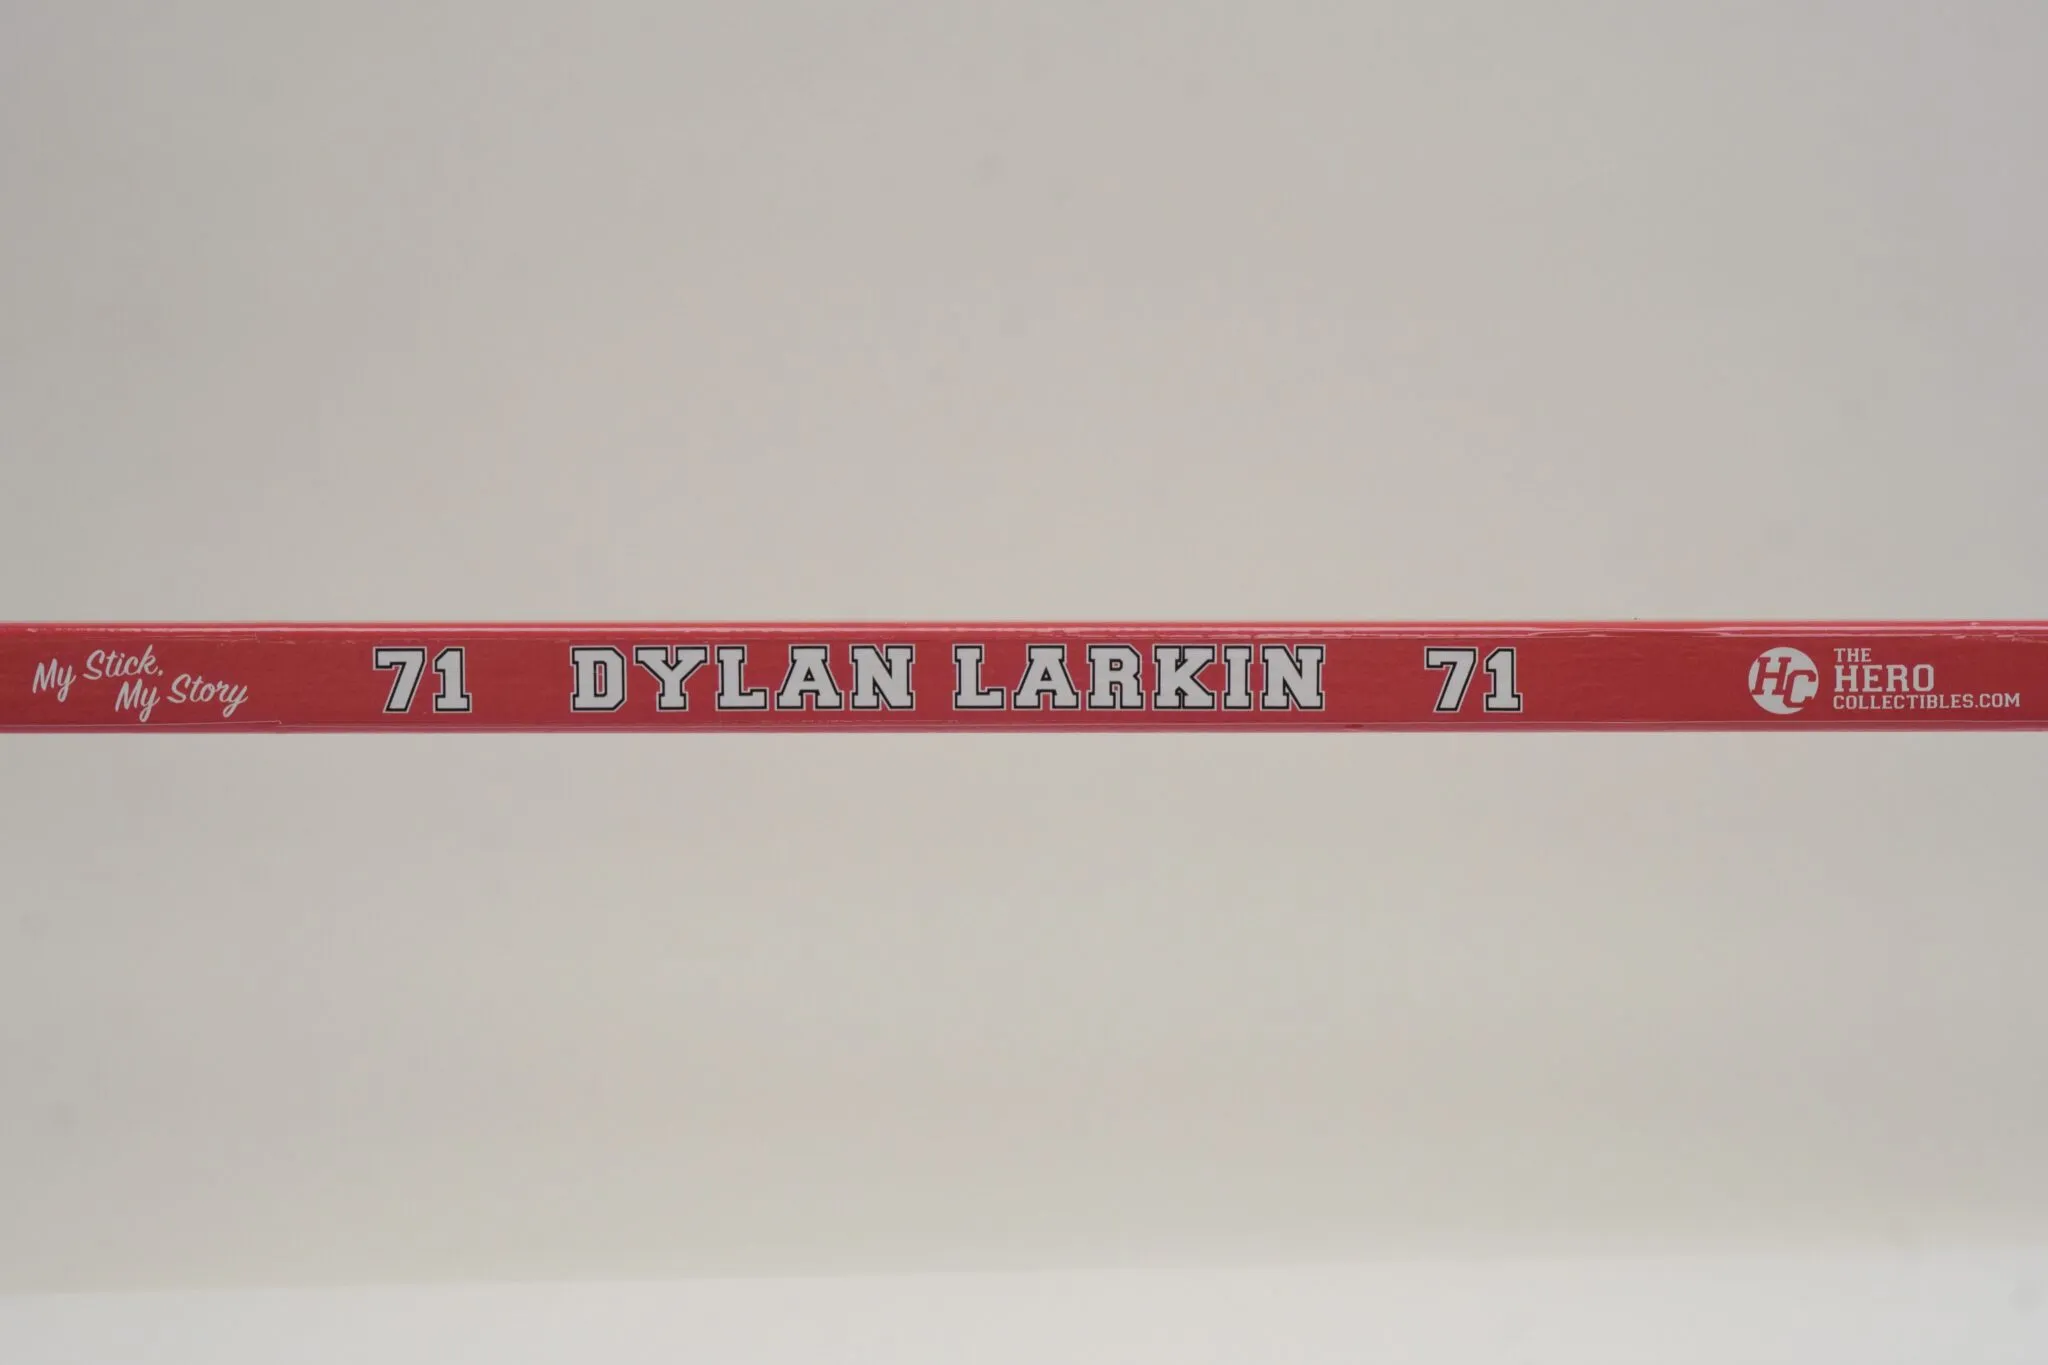 My Stick,
My Story
71 DYLAN LARKIN 71
HC
THE
HERO
COLLECTIBLES.COM